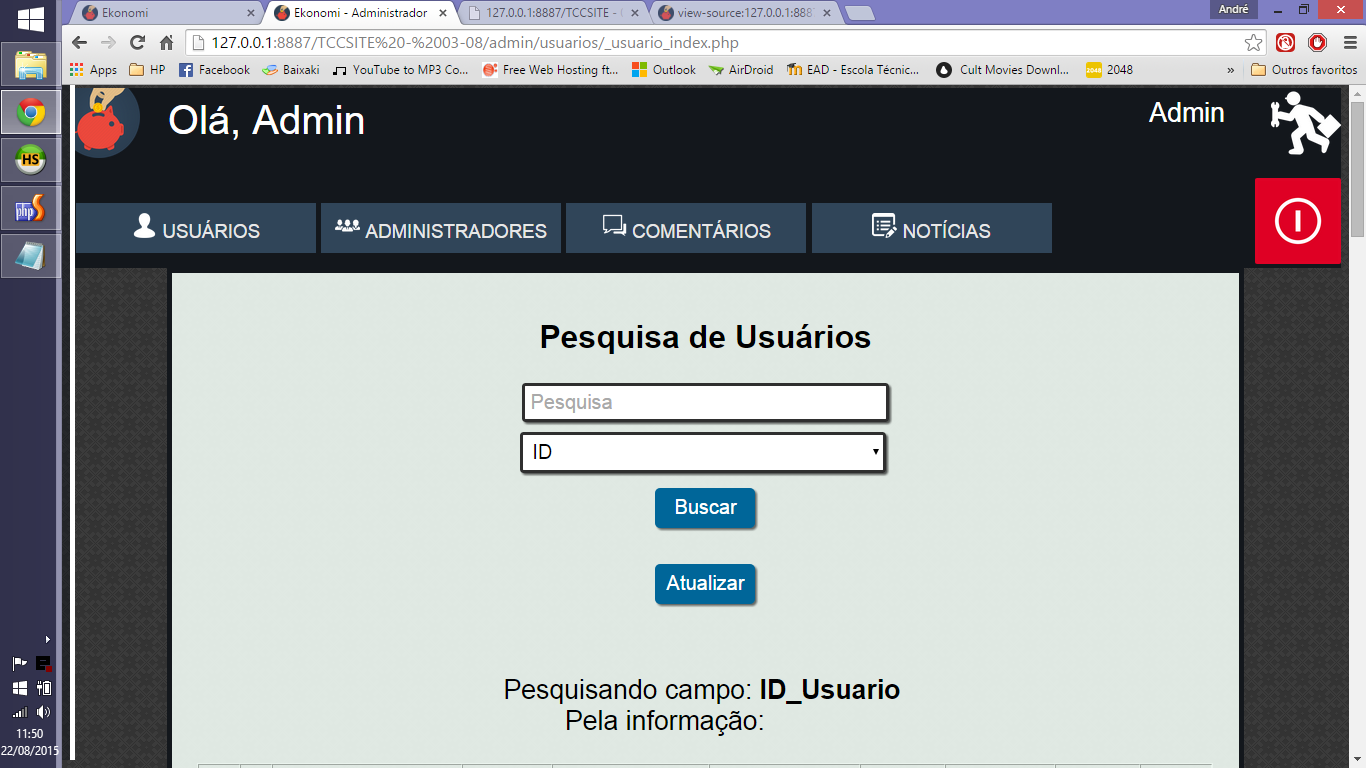 André
Ekonomi
Ekonomi - Administrador
127.0.0.1:8887/TCCSITE -
view-source:127.0.0.1:888
127.0.0.1:8887/TCCSITE%20-%2003-08/admin/usuarios/_usuario_index.php
Apps
HP
Facebook
Baixaki
YouTube to MP3 Co...
Free Web Hosting ft...
Outlook
AirDroid
EAD - Escola Técnic...
Cult Movies Downl...
2048
2048
»
Outros favoritos
Olá, Admin
Admin
USUÁRIOS
ADMINISTRADORES
COMENTÁRIOS
NOTÍCIAS
HS
php
Pesquisa de Usuários
Pesquisa
ID
Buscar
Atualizar
Pesquisando campo: ID_Usuario
Pela informação:
11:50
22/08/2015